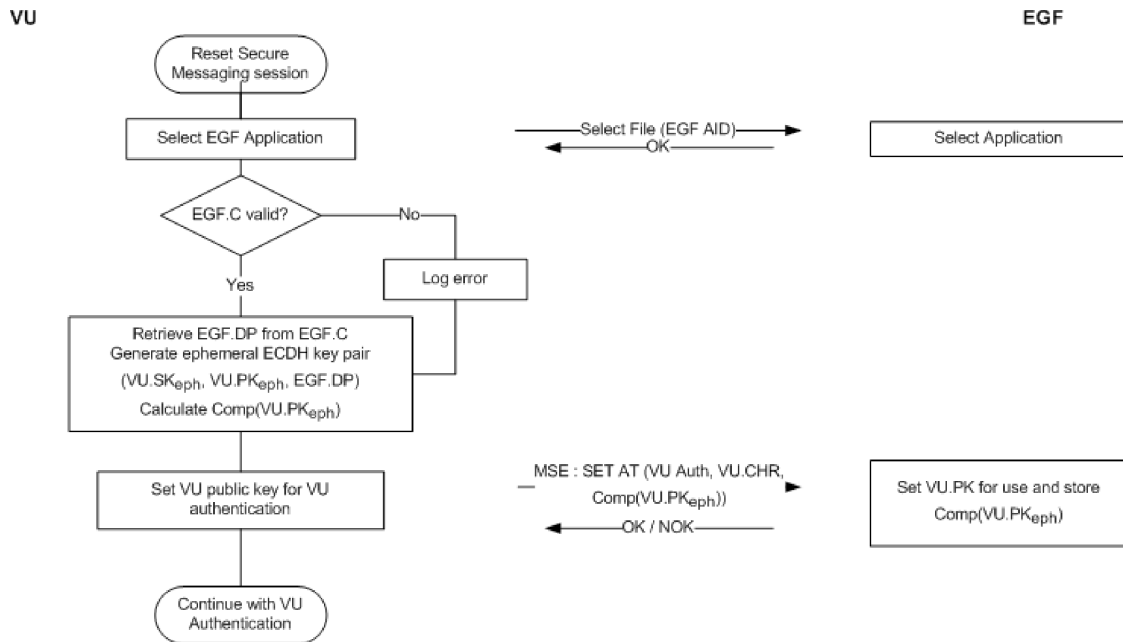 VU
EGF
Reset Secure
Messaging session
Select EGF Application
Select File (EGF AID)
OK
Select Application
EGF.C valid?
No
Log error
Yes
Retrieve EGF.DP from EGF.C
Generate ephemeral ECDH key pair
(VU.SKeph, VU.PKeph, EGF.DP)
Calculate Comp(VU.PKeph)
Set VU public key for VU
authentication
MSE : SET AT (VU Auth, VU.CHR,
Comp(VU.PKeph))
OK / NOK
Set VU.PK for use and store
Comp(VU.PKeph)
Continue with VU
Authentication